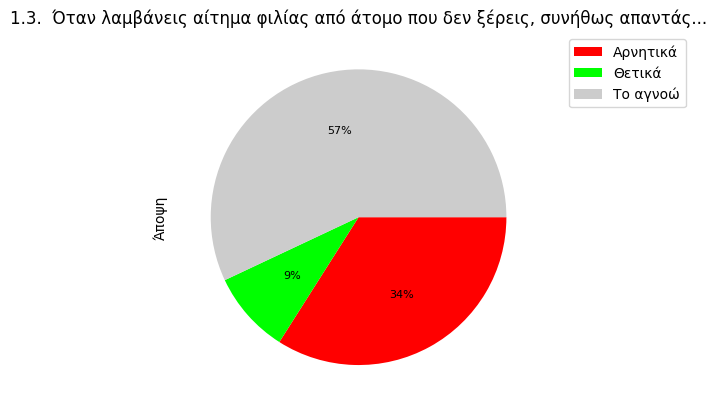 1.3.  Όταν λαμβάνεις αίτημα φιλίας από άτομο που δεν ξέρεις, συνήθως απαντάς...
Αρνητικά
Θετικά
Το αγνοώ
57%
Άποψη
9%
34%